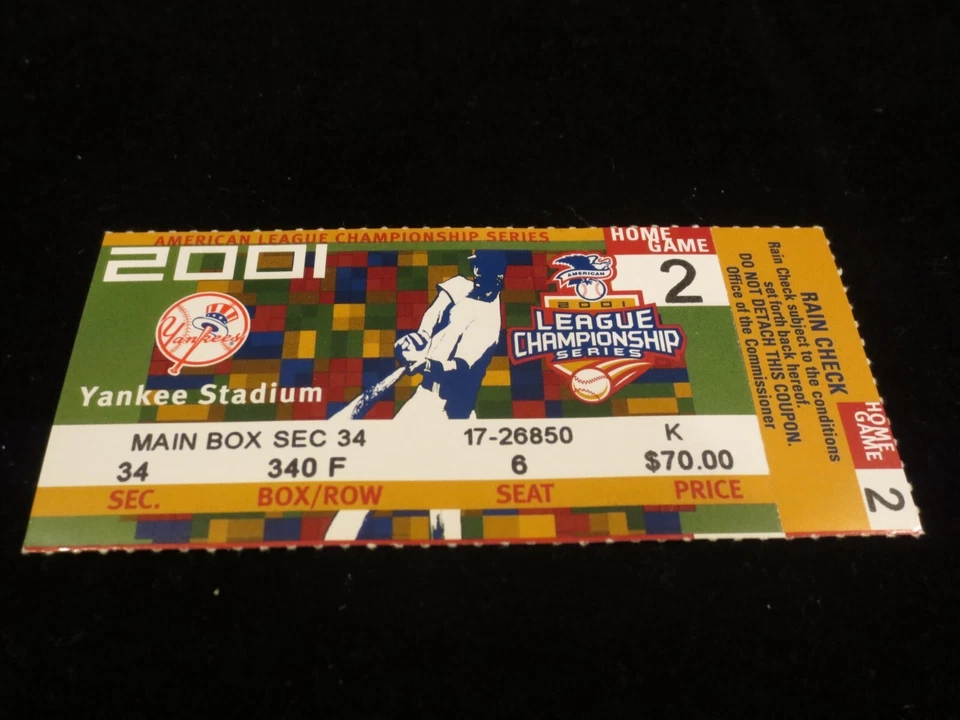 AMERICAN LEAGUE CHAMPIONSHIP SERIES
2001
Yankees
Yankee Stadium
AMERICAN
2001
LEAGUE
CHAMPIONSHIP
SERIES
HOME
GAME
2
MAIN BOX SEC 34
17-26850
K
34
340 F
6
$70.00
SEC.
BOX/ROW
SEAT
PRICE
RAIN CHECK
Rain Check subject to the conditions
set forth back hereof.
DO NOT DETACH THIS COUPON.
Office of the Commissioner
HOME
GAME
2